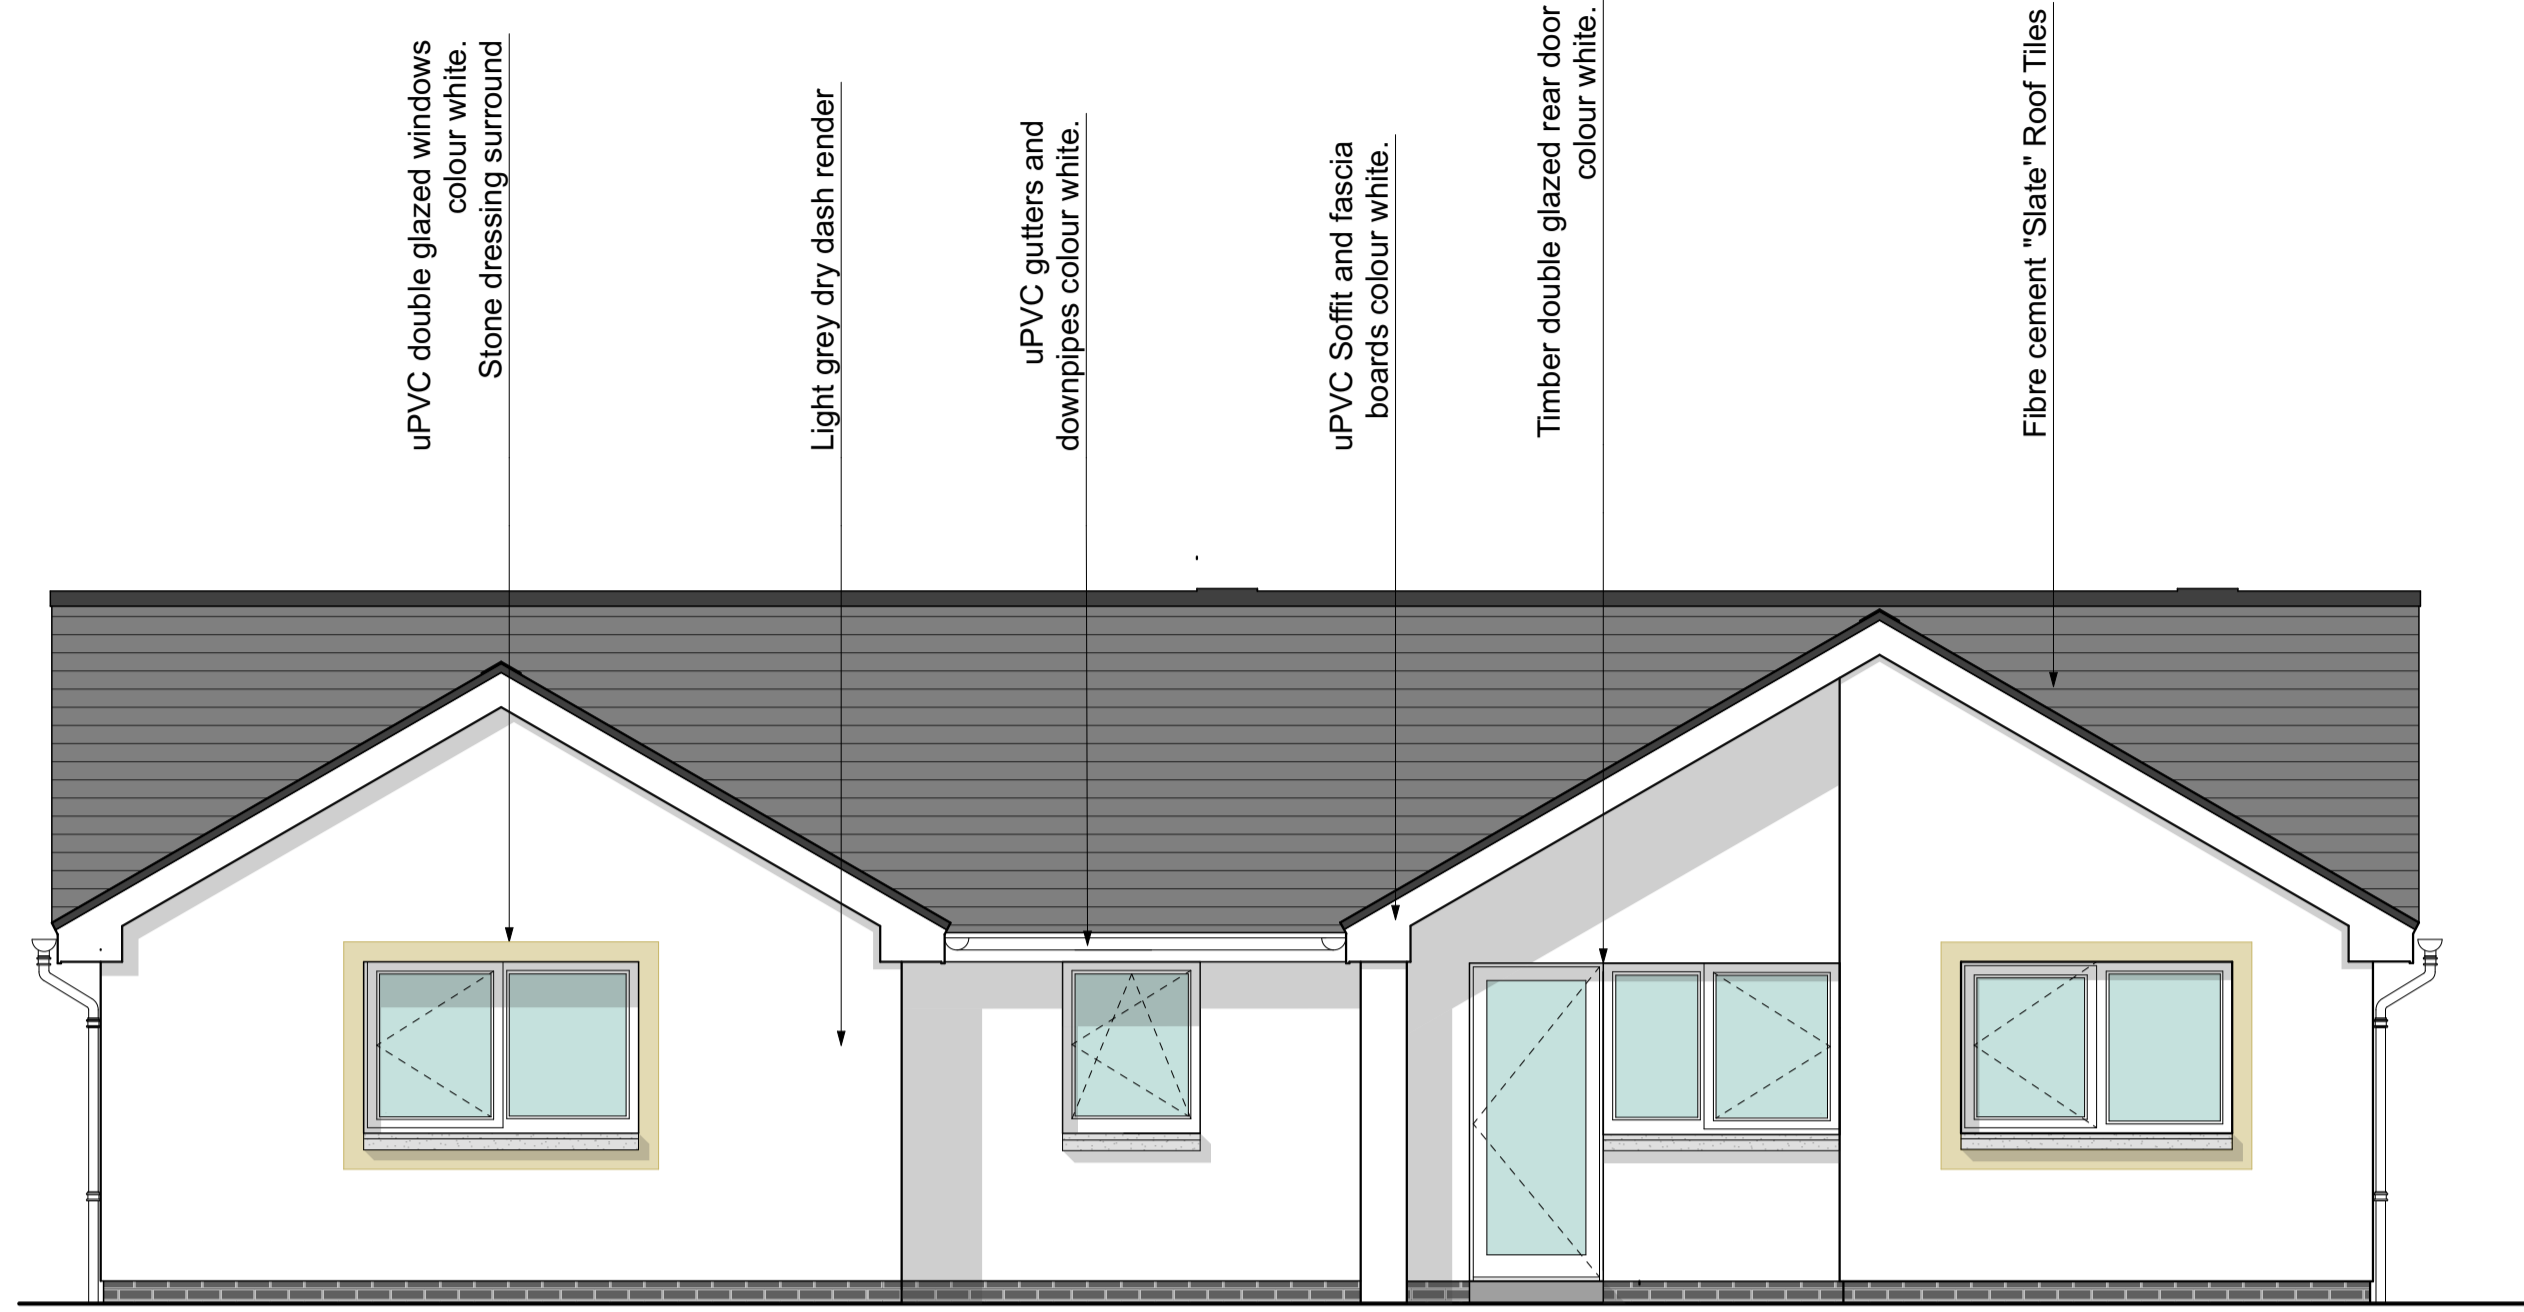 uPVC double glazed windows
colour white.
Stone dressing surround
Light grey dry dash render
uPVC gutters and
downpipes colour white.
uPVC Soffit and fascia
boards colour white.
Timber double glazed rear door
colour white.
Fibre cement "Slate" Roof Tiles